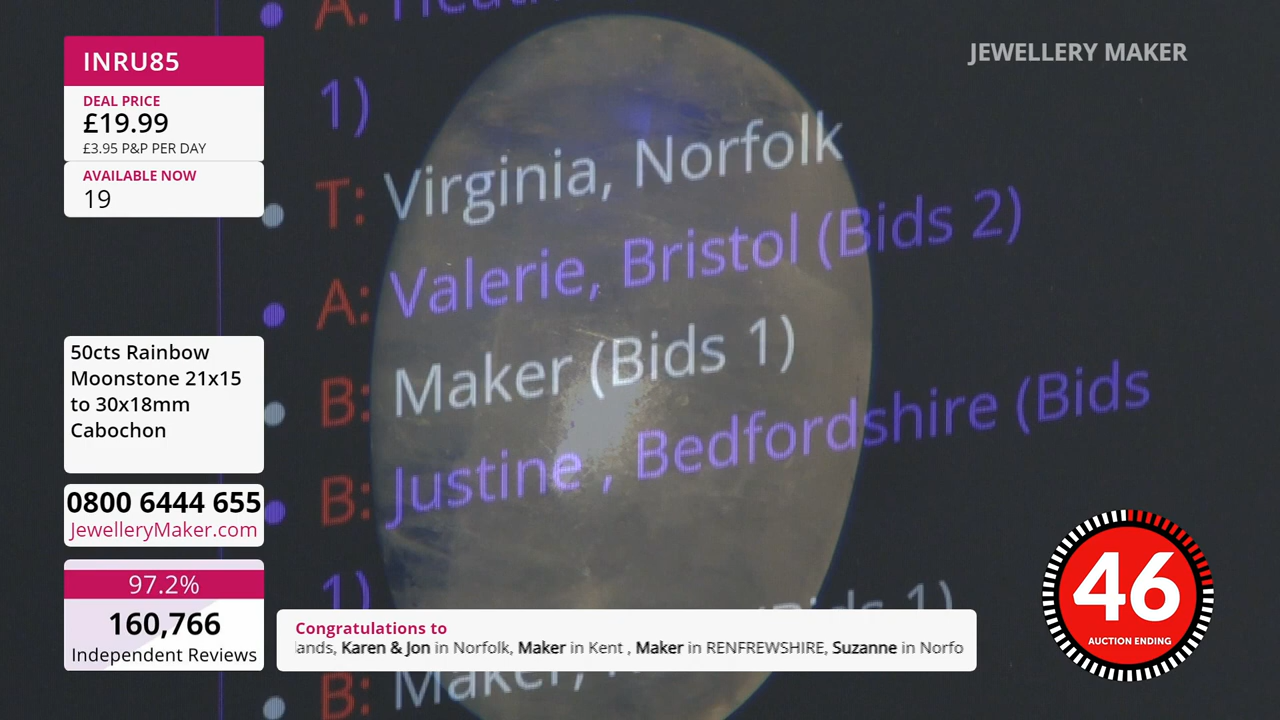 A:
1)
T: Virginia, Norfolk
A: Valerie, Bristol (Bids 2)
B: Maker (Bids 1)
B: Justine , Bedfordshire (Bids
1)
B: Maker,
JEWELLERY MAKER
INRU85
DEAL PRICE
£19.99
£3.95 P&P PER DAY
AVAILABLE NOW
19
50cts Rainbow
Moonstone 21x15
to 30x18mm
Cabochon
0800 6444 655
JewelleryMaker.com
97.2%
160,766
Independent Reviews
Congratulations to
lands, Karen & Jon in Norfolk, Maker in Kent , Maker in RENFREWSHIRE, Suzanne in Norfo
46
AUCTION ENDING